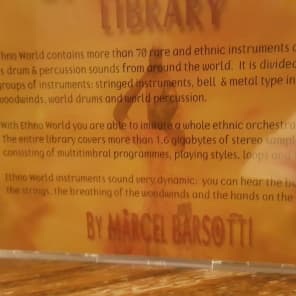 LIBRARY
Ethno World contains more than 70 rare and ethnic instruments
as drum & percussion sounds from around the world. It is divided
groups of instruments: stringed instruments, bell & metal type in
woodwinds, world drums and world percussion.
With Ethno World you are able to imitate a whole ethnic orchestra
The entire library covers more than 1.6 gigabytes of stereo sampl
consisting of multitimbral programmes, playing styles, loops and
Ethno World instruments sound very dynamic: you can hear the b
the strings, the breathing of the woodwinds and the hands on the
BY MARCEL BARSOTTI